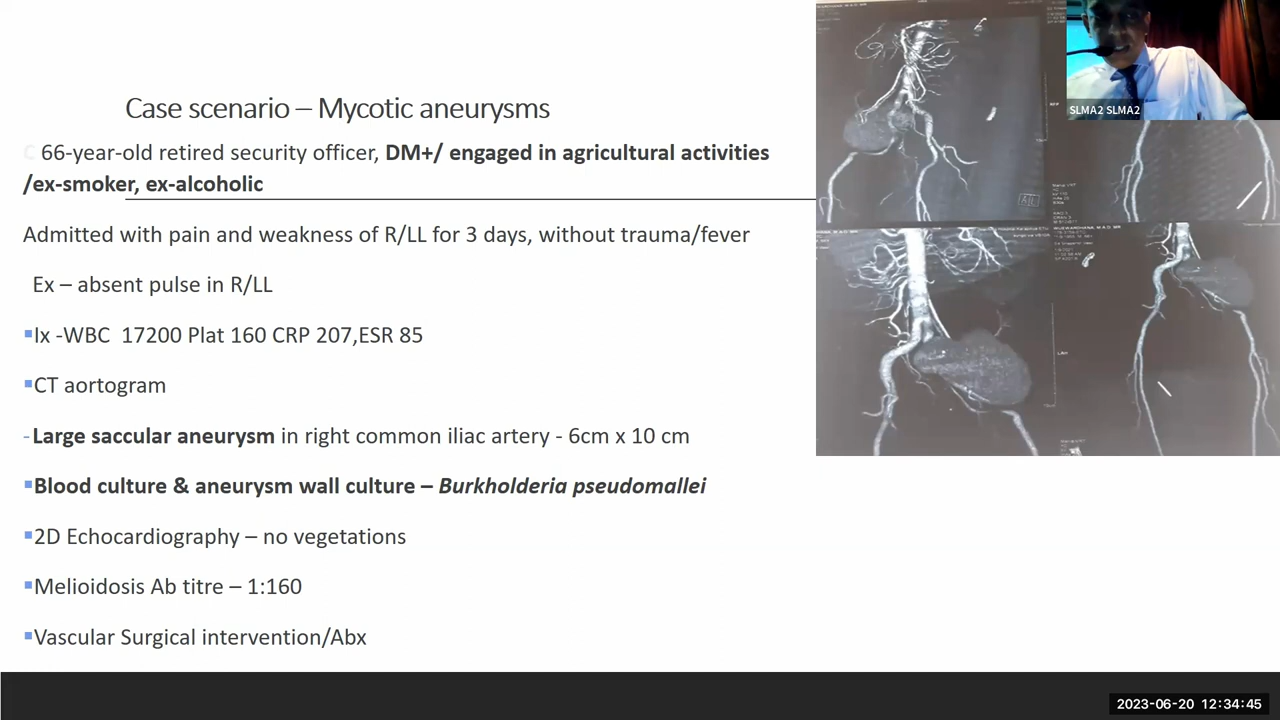 Case scenario – Mycotic aneurysms
66-year-old retired security officer, DM+/ engaged in agricultural activities
/ex-smoker, ex-alcoholic
Admitted with pain and weakness of R/LL for 3 days, without trauma/fever
Ex – absent pulse in R/LL
Ix -WBC  17200 Plat 160 CRP 207,ESR 85
CT aortogram
- Large saccular aneurysm in right common iliac artery - 6cm x 10 cm
Blood culture & aneurysm wall culture – Burkholderia pseudomallei
2D Echocardiography – no vegetations
Melioidosis Ab titre – 1:160
Vascular Surgical intervention/Abx
SLMA2 SLMA2
2023-06-20 12:34:45